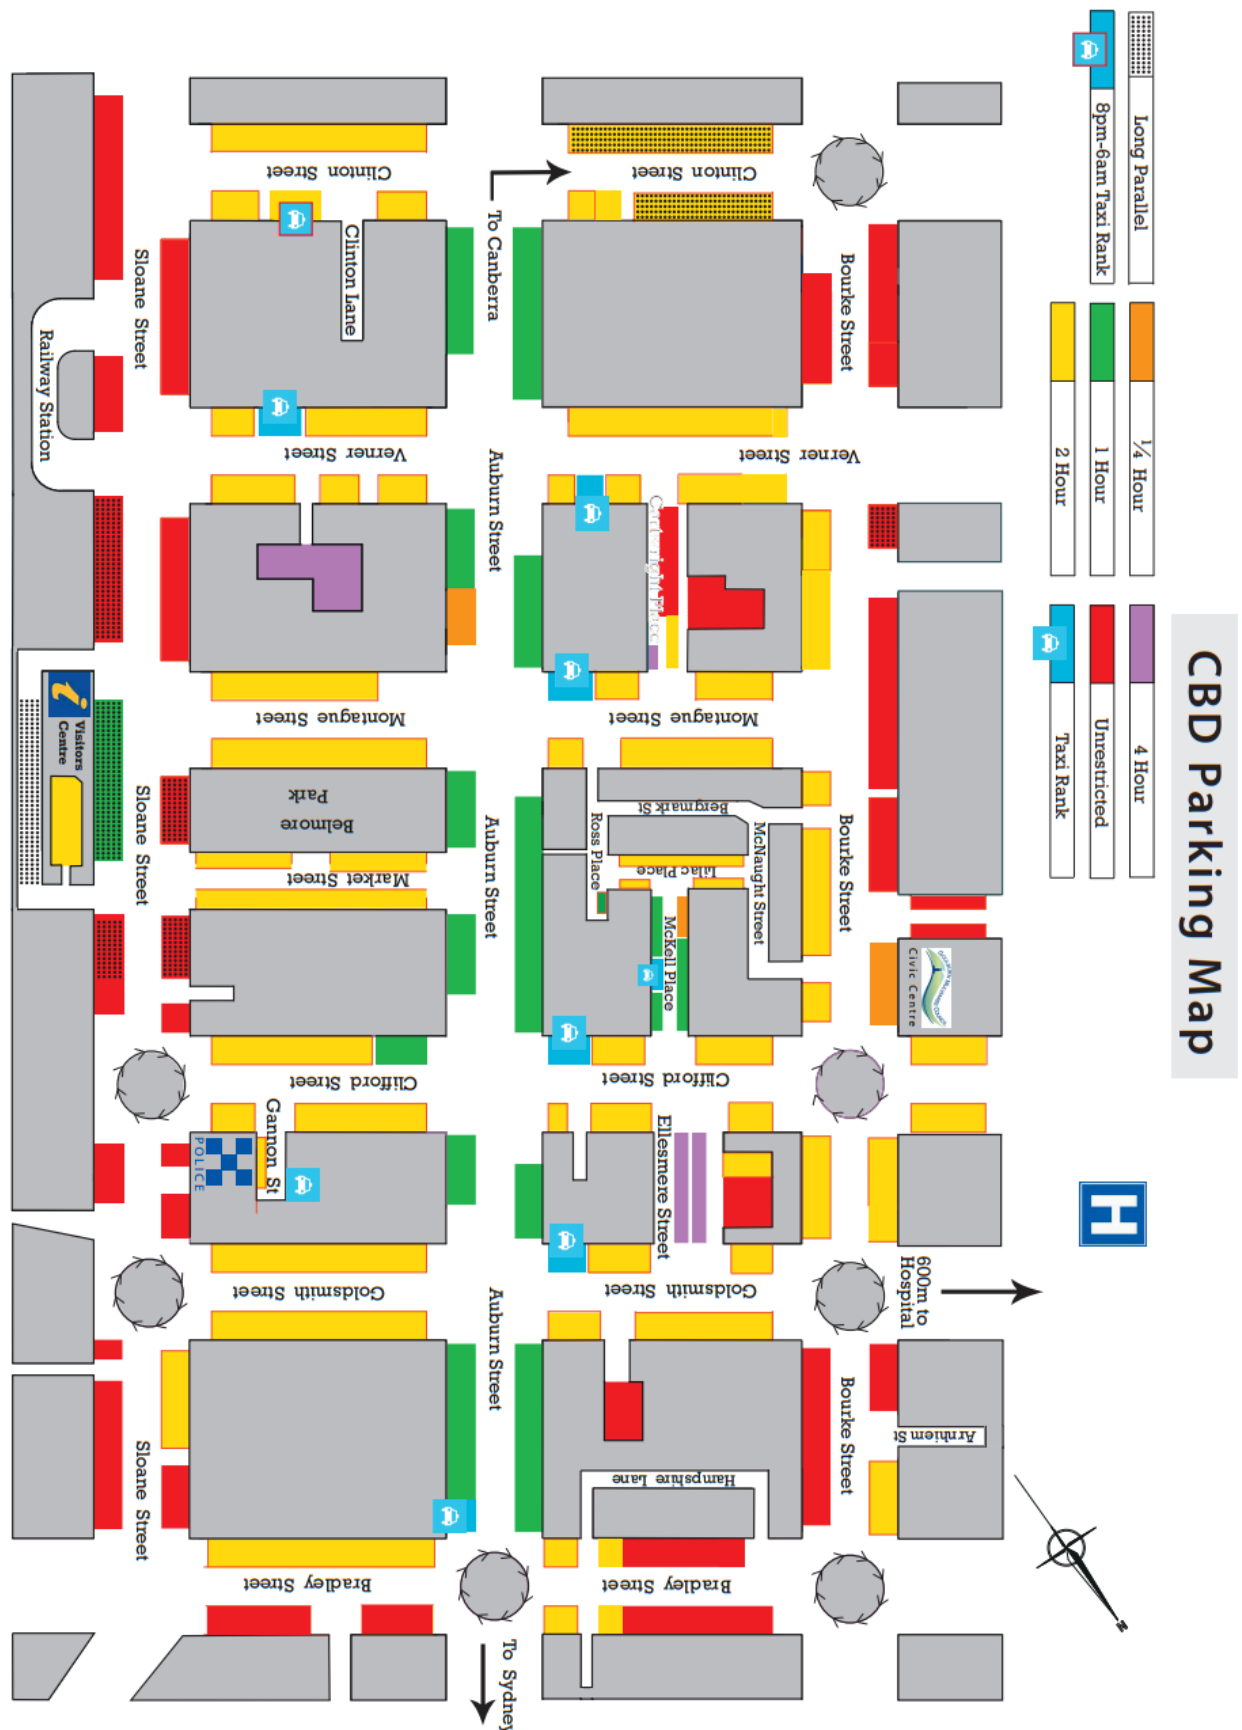 CBD Parking Map
Long Parallel
8pm-6am Taxi Rank
1/4 Hour
1 Hour
2 Hour
4 Hour
Unrestricted
Taxi Rank
Clinton Street
Clinton Street
To Canberra
Clinton Lane
Sloane Street
Bourke Street
Railway Station
Verner Street
Verner Street
Auburn Street
Cartwright Place
Montague Street
Montague Street
i
Visitors
Centre
Sloane Street
Belmore
Park
Market Street
Auburn Street
Bergmark St
Ross Place
Lilac Place
McNaught Street
McKell Place
Bourke Street
Civic Centre
Clifford Street
Clifford Street
Gannon St
POLICE
Ellesmere Street
H
600m to
Hospital
Goldsmith Street
Goldsmith Street
Auburn Street
Sloane Street
Bourke Street
Arnhiem St
Hampshire Lane
Bradley Street
Bradley Street
To Sydney
N